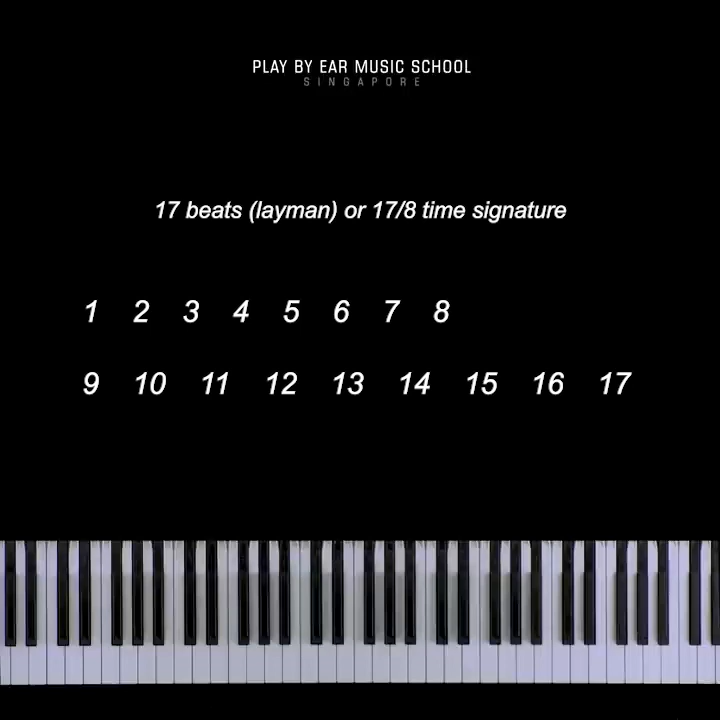 PLAY BY EAR MUSIC SCHOOL
SINGAPORE
17 beats (layman) or 17/8 time signature
1 2 3 4 5 6 7 8
9 10 11 12 13 14 15 16 17